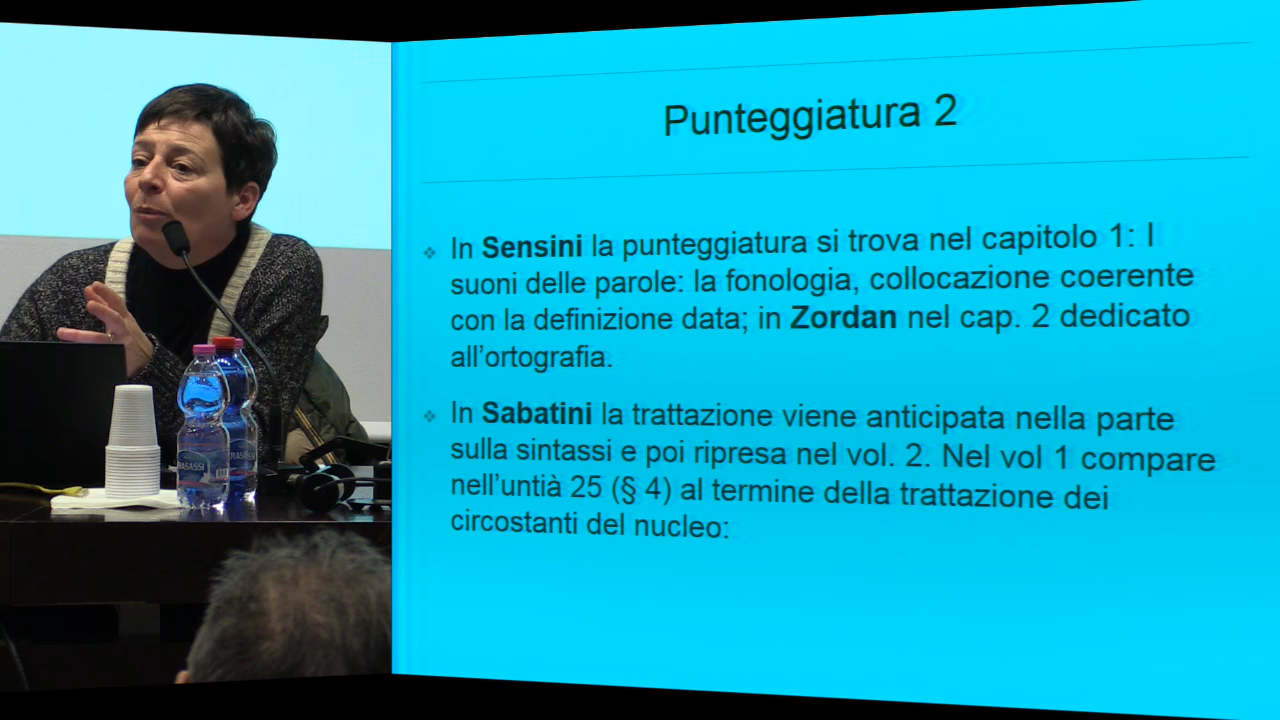 Punteggiatura 2
In Sensini la punteggiatura si trova nel capitolo 1: I
suoni delle parole: la fonologia, collocazione coerente
con la definizione data; in Zordan nel cap. 2 dedicato
all'ortografia.
In Sabatini la trattazione viene anticipata nella parte
sulla sintassi e poi ripresa nel vol. 2. Nel vol 1 compare
nell'untià 25 (§ 4) al termine della trattazione dei
circostanti del nucleo:
RASASSI